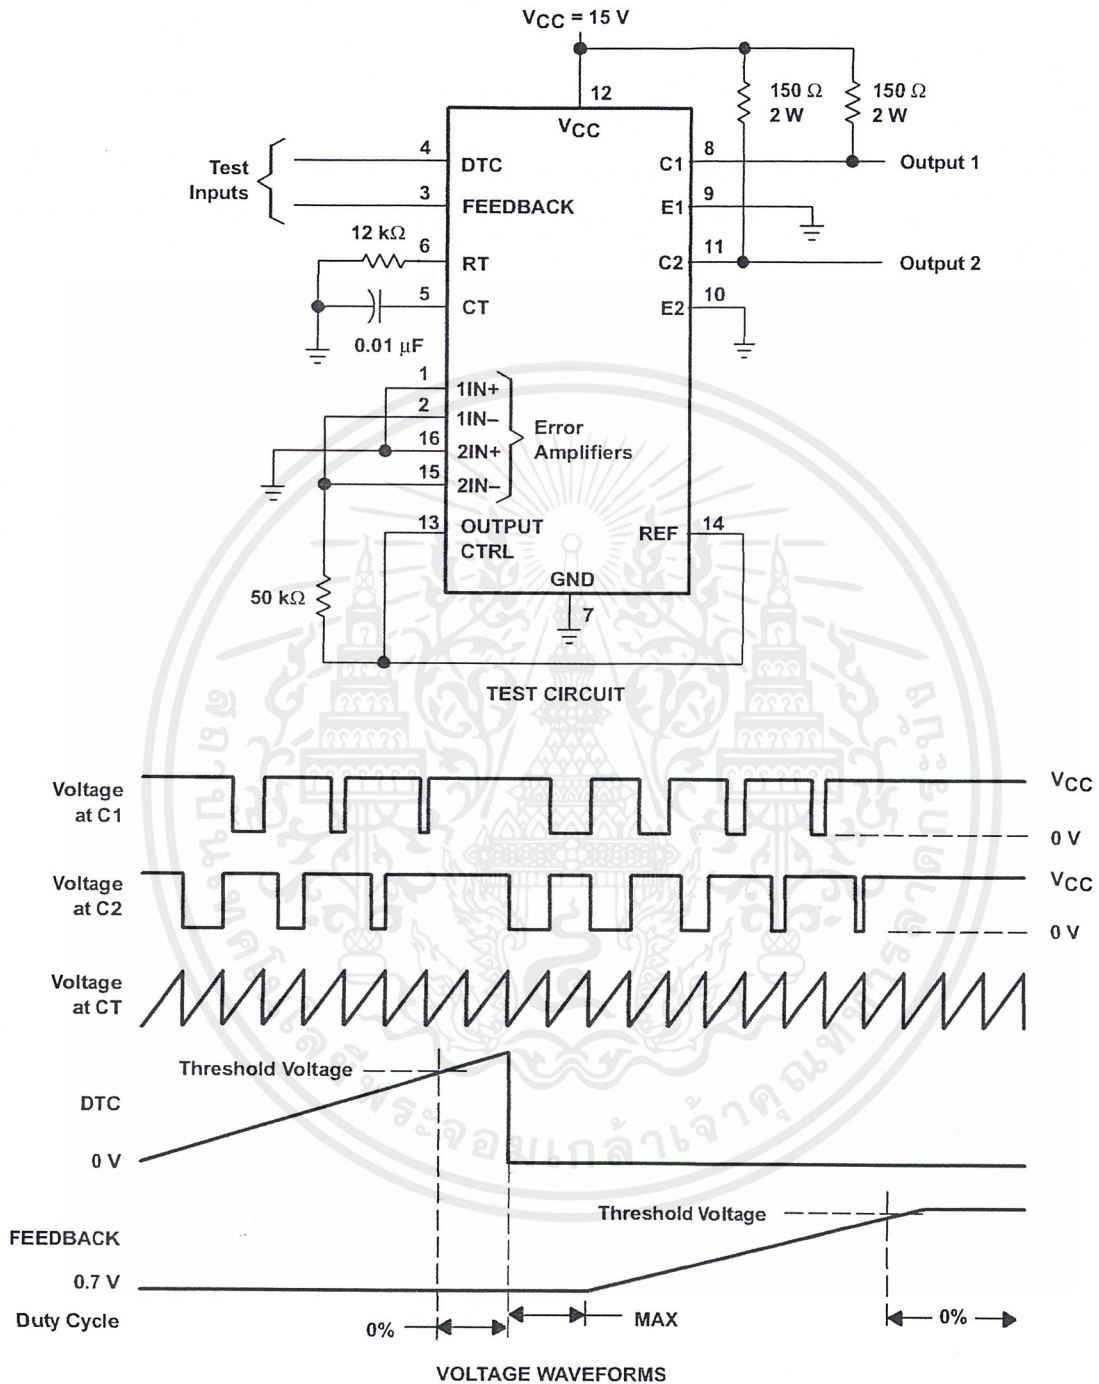 VCC = 15 V
12
VCC
150 Ω
2 W
150 Ω
2 W
Test
Inputs
4
DTC
3
FEEDBACK
12 kΩ
6
RT
5
CT
0.01 µF
1
1IN+
2
1IN–
16
2IN+
15
2IN–
Error
Amplifiers
13
OUTPUT
CTRL
C1
8
Output 1
E1
9
C2
11
Output 2
E2
10
REF
14
GND
7
50 kΩ
TEST CIRCUIT
Voltage
at C1
VCC
0 V
Voltage
at C2
VCC
0 V
Voltage
at CT
Threshold Voltage
DTC
0 V
Threshold Voltage
FEEDBACK
0.7 V
Duty Cycle
0%
MAX
0%
VOLTAGE WAVEFORMS